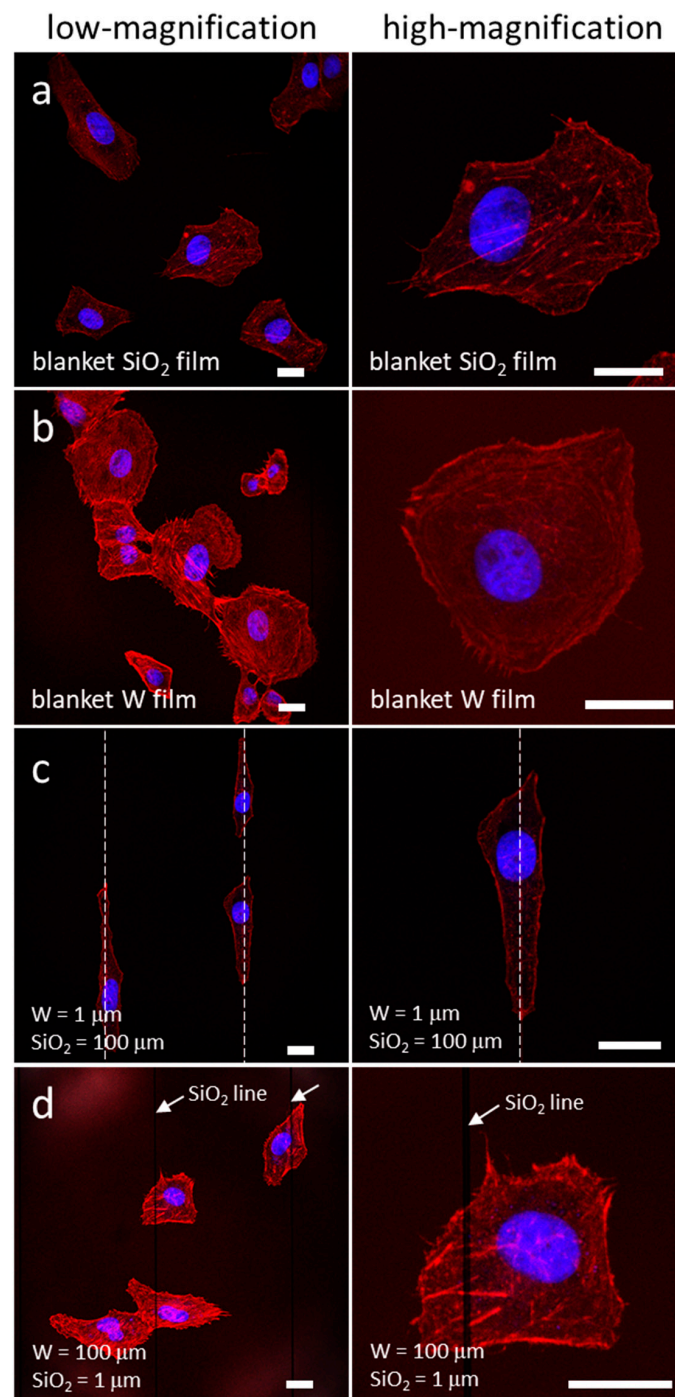 low-magnification high-magnification
a
blanket SiO₂ film blanket SiO₂ film
b
blanket W film blanket W film
c
W = 1 μm W = 1 μm
SiO₂ = 100 μm SiO₂ = 100 μm
d
SiO₂ line SiO₂ line
W = 100 μm W = 100 μm
SiO₂ = 1 μm SiO₂ = 1 μm